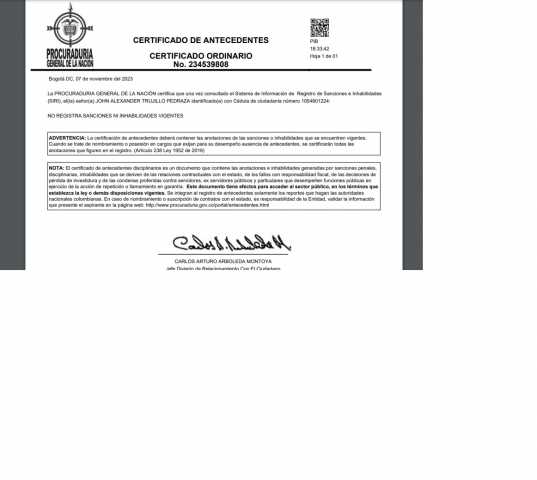 PROCURADURIA
GENERAL DE LA NACION
CERTIFICADO DE ANTECEDENTES
CERTIFICADO ORDINARIO
No. 234539808
PIB
16:33:42
Hoja 1 de 01
Bogotá DC, 07 de noviembre del 2023
La PROCURADURIA GENERAL DE LA NACIÓN certifica que una vez consultado el Sistema de Información de Registro de Sanciones e Inhabilidades
(SIRI), el(la) señor(a) JOHN ALEXANDER TRUJILLO PEDRAZA identificado(a) con Cédula de ciudadanía número
NO REGISTRA SANCIONES NI INHABILIDADES VIGENTES
ADVERTENCIA: La certificación de antecedentes deberá contener las anotaciones de las sanciones o inhabilidades que se encuentren vigentes.
Cuando se trate de nombramiento o posesión en cargos que exijan para su desempeño ausencia de antecedentes, se certificarán todas las
anotaciones que figuren en el registro. (Artículo 238 Ley 1952 de 2019)
NOTA: El certificado de antecedentes disciplinarios es un documento que contiene las anotaciones e inhabilidades generadas por sanciones penales,
disciplinarias, inhabilidades que se deriven de las relaciones contractuales con el estado, de los fallos con responsabilidad fiscal, de las decisiones de
pérdida de investidura y de las condenas proferidas contra servidores, ex servidores públicos y particulares que desempeñen funciones públicas en
ejercicio de la acción de repetición o llamamiento en garantía. Este documento tiene efectos para acceder al sector público, en los términos que
establezca la ley o demás disposiciones vigentes. Se integran al registro de antecedentes solamente los reportes que hagan las autoridades
nacionales colombianas. En caso de nombramiento o suscripción de contratos con el estado, es responsabilidad de la Entidad, validar la información
que presente el aspirante en la página web: http://www.procuraduria.gov.co/portal/antecedentes.html
CARLOS ARTURO ARBOLEDA MONTOYA
Jefe División de Relacionamiento Con El Ciudadano